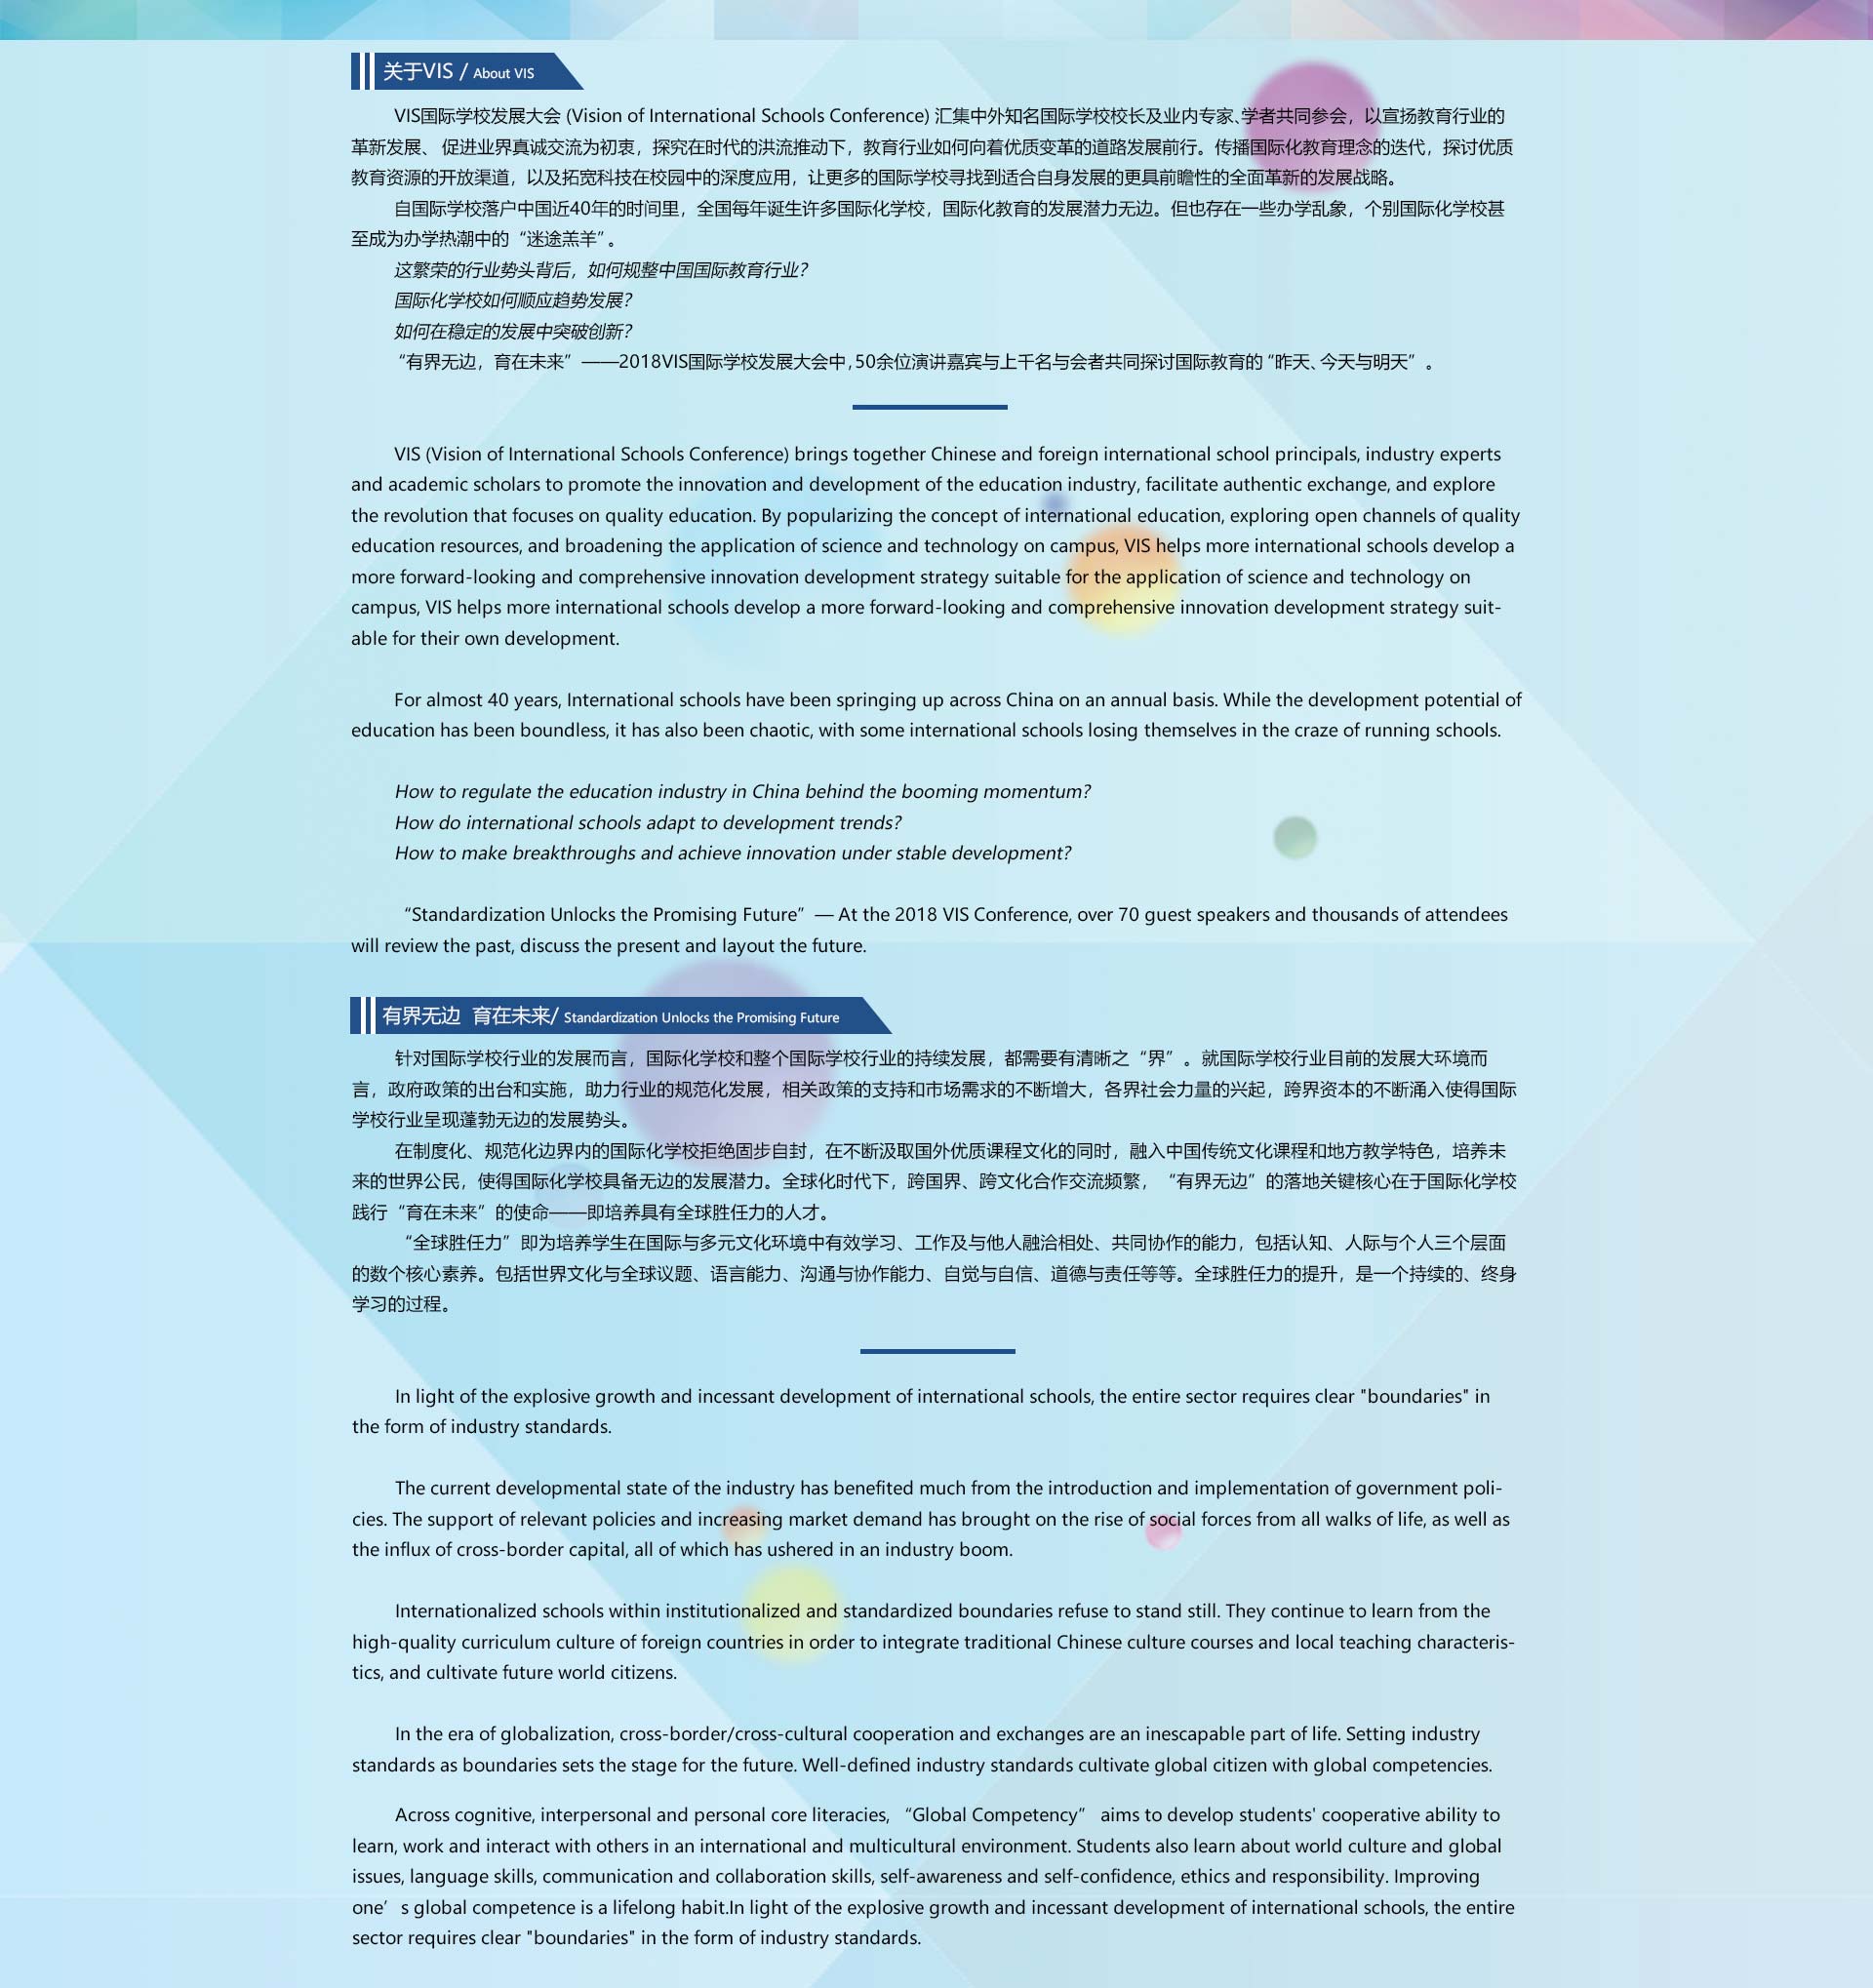 关于VIS / About VIS
VIS国际学校发展大会 (Vision of International Schools Conference) 汇集中外知名国际学校校长及业内专家、学者共同参会，以宣扬教育行业的
革新发展、 促进业界真诚交流为初衷，探究在时代的洪流推动下，教育行业如何向着优质变革的道路发展前行。传播国际化教育理念的迭代，探讨优质
教育资源的开放渠道，以及拓宽科技在校园中的深度应用，让更多的国际学校寻找到适合自身发展的更具前瞻性的全面革新的发展战略。
自国际学校落户中国近40年的时间里，全国每年诞生许多国际化学校，国际化教育的发展潜力无边。但也存在一些办学乱象，个别国际化学校甚
至成为办学热潮中的“迷途羔羊”。
这繁荣的行业势头背后，如何规整中国国际教育行业？
国际化学校如何顺应趋势发展？
如何在稳定的发展中突破创新？
“有界无边，育在未来”——2018VIS国际学校发展大会中，50余位演讲嘉宾与上千名与会者共同探讨国际教育的“昨天、今天与明天”。
VIS (Vision of International Schools Conference) brings together Chinese and foreign international school principals, industry experts
and academic scholars to promote the innovation and development of the education industry, facilitate authentic exchange, and explore
the revolution that focuses on quality education. By popularizing the concept of international education, exploring open channels of quality
education resources, and broadening the application of science and technology on campus, VIS helps more international schools develop a
more forward-looking and comprehensive innovation development strategy suitable for the application of science and technology on
campus, VIS helps more international schools develop a more forward-looking and comprehensive innovation development strategy suit-
able for their own development.
For almost 40 years, International schools have been springing up across China on an annual basis. While the development potential of
education has been boundless, it has also been chaotic, with some international schools losing themselves in the craze of running schools.
How to regulate the education industry in China behind the booming momentum?
How do international schools adapt to development trends?
How to make breakthroughs and achieve innovation under stable development?
“Standardization Unlocks the Promising Future” — At the 2018 VIS Conference, over 70 guest speakers and thousands of attendees
will review the past, discuss the present and layout the future.
有界无边 育在未来/ Standardization Unlocks the Promising Future
针对国际学校行业的发展而言，国际化学校和整个国际学校行业的持续发展，都需要有清晰之“界”。就国际学校行业目前的发展大环境而
言，政府政策的出台和实施，助力行业的规范化发展，相关政策的支持和市场需求的不断增大，各界社会力量的兴起，跨界资本的不断涌入使得国际
学校行业呈现蓬勃无边的发展势头。
在制度化、规范化边界内的国际化学校拒绝固步自封，在不断汲取国外优质课程文化的同时，融入中国传统文化课程和地方教学特色，培养未
来的世界公民，使得国际化学校具备无边的发展潜力。全球化时代下，跨国界、跨文化合作交流频繁，“有界无边”的落地关键核心在于国际化学校
践行“育在未来”的使命——即培养具有全球胜任力的人才。
“全球胜任力”即为培养学生在国际与多元文化环境中有效学习、工作及与他人融洽相处、共同协作的能力，包括认知、人际与个人三个层面
的数个核心素养。包括世界文化与全球议题、语言能力、沟通与协作能力、自觉与自信、道德与责任等等。全球胜任力的提升，是一个持续的、终身
学习的过程。
In light of the explosive growth and incessant development of international schools, the entire sector requires clear "boundaries" in
the form of industry standards.
The current developmental state of the industry has benefited much from the introduction and implementation of government poli-
cies. The support of relevant policies and increasing market demand has brought on the rise of social forces from all walks of life, as well as
the influx of cross-border capital, all of which has ushered in an industry boom.
Internationalized schools within institutionalized and standardized boundaries refuse to stand still. They continue to learn from the
high-quality curriculum culture of foreign countries in order to integrate traditional Chinese culture courses and local teaching characteris-
tics, and cultivate future world citizens.
In the era of globalization, cross-border/cross-cultural cooperation and exchanges are an inescapable part of life. Setting industry
standards as boundaries sets the stage for the future. Well-defined industry standards cultivate global citizen with global competencies.
Across cognitive, interpersonal and personal core literacies, “Global Competency” aims to develop students' cooperative ability to
learn, work and interact with others in an international and multicultural environment. Students also learn about world culture and global
issues, language skills, communication and collaboration skills, self-awareness and self-confidence, ethics and responsibility. Improving
one’s global competence is a lifelong habit.In light of the explosive growth and incessant development of international schools, the entire
sector requires clear "boundaries" in the form of industry standards.